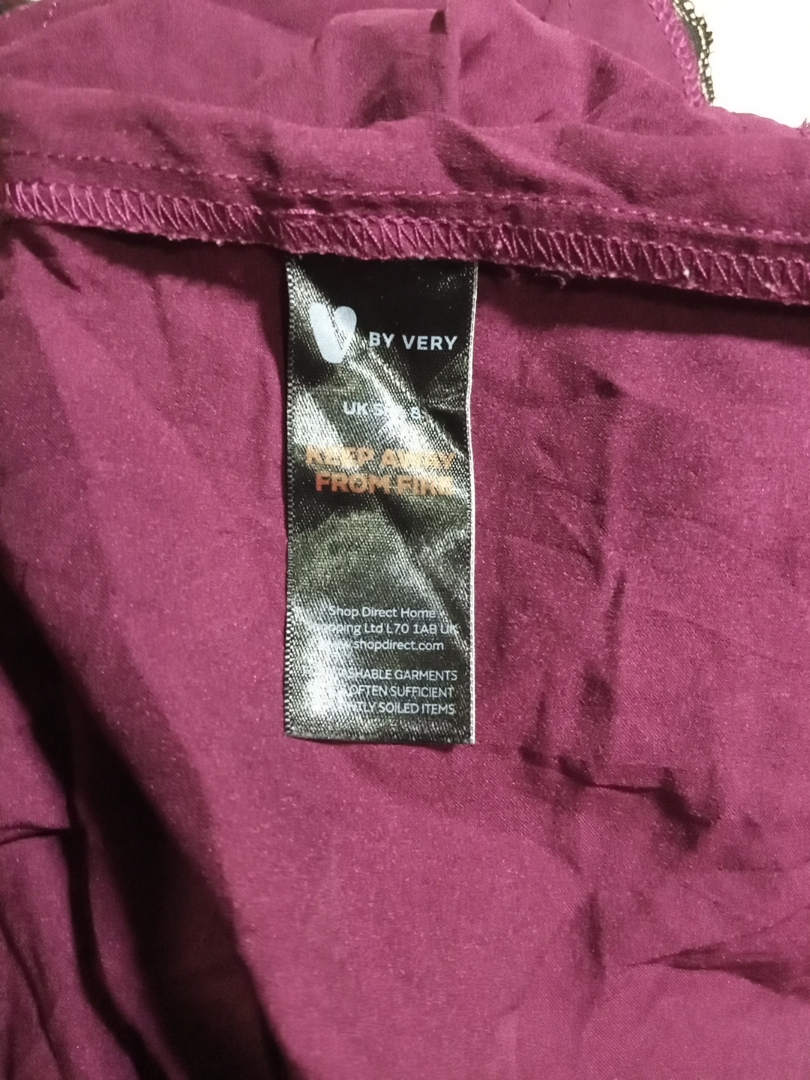 V BY VERY
UK 8
KEEP AWAY
FROM FIRE
Shop Direct Home
Ltd L70 1AB UK
.shopdirect.com
GARMENTS
OFTEN SUFFICIENT
SOILED ITEMS